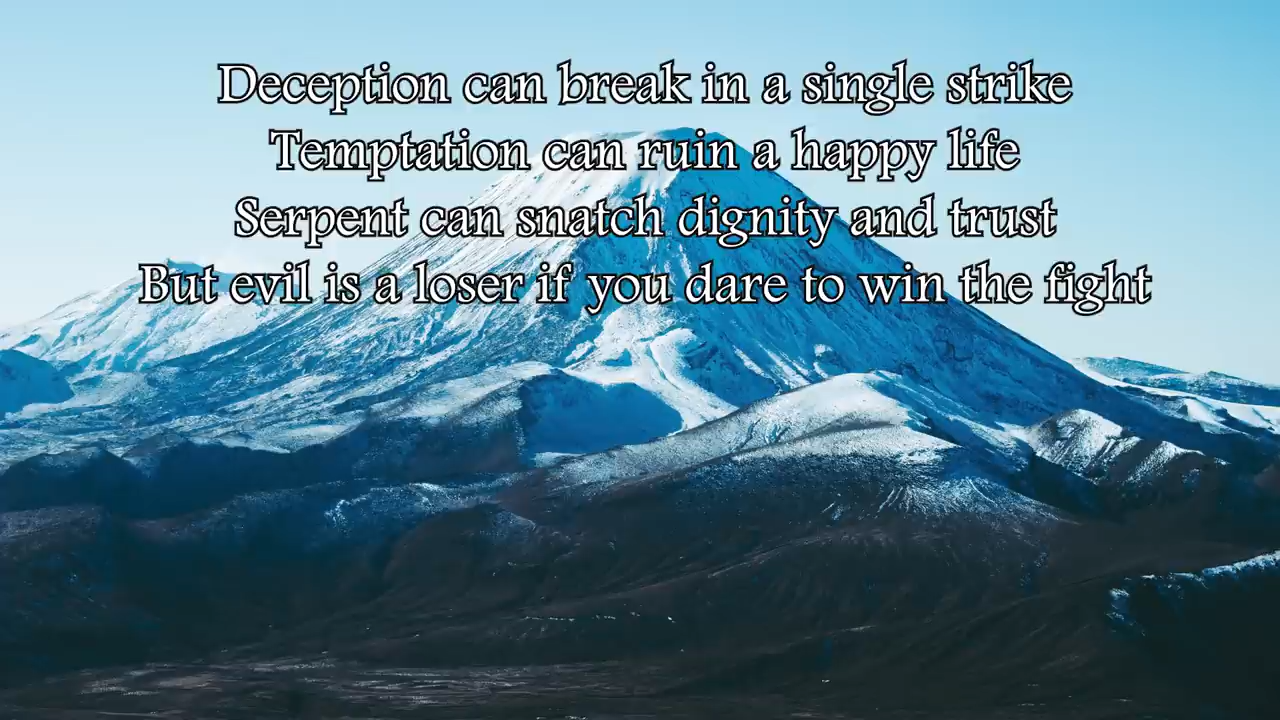 Deception can break in a single strike
Temptation can ruin a happy life
Serpent can snatch dignity and trust
But evil is a loser if you dare to win the fight